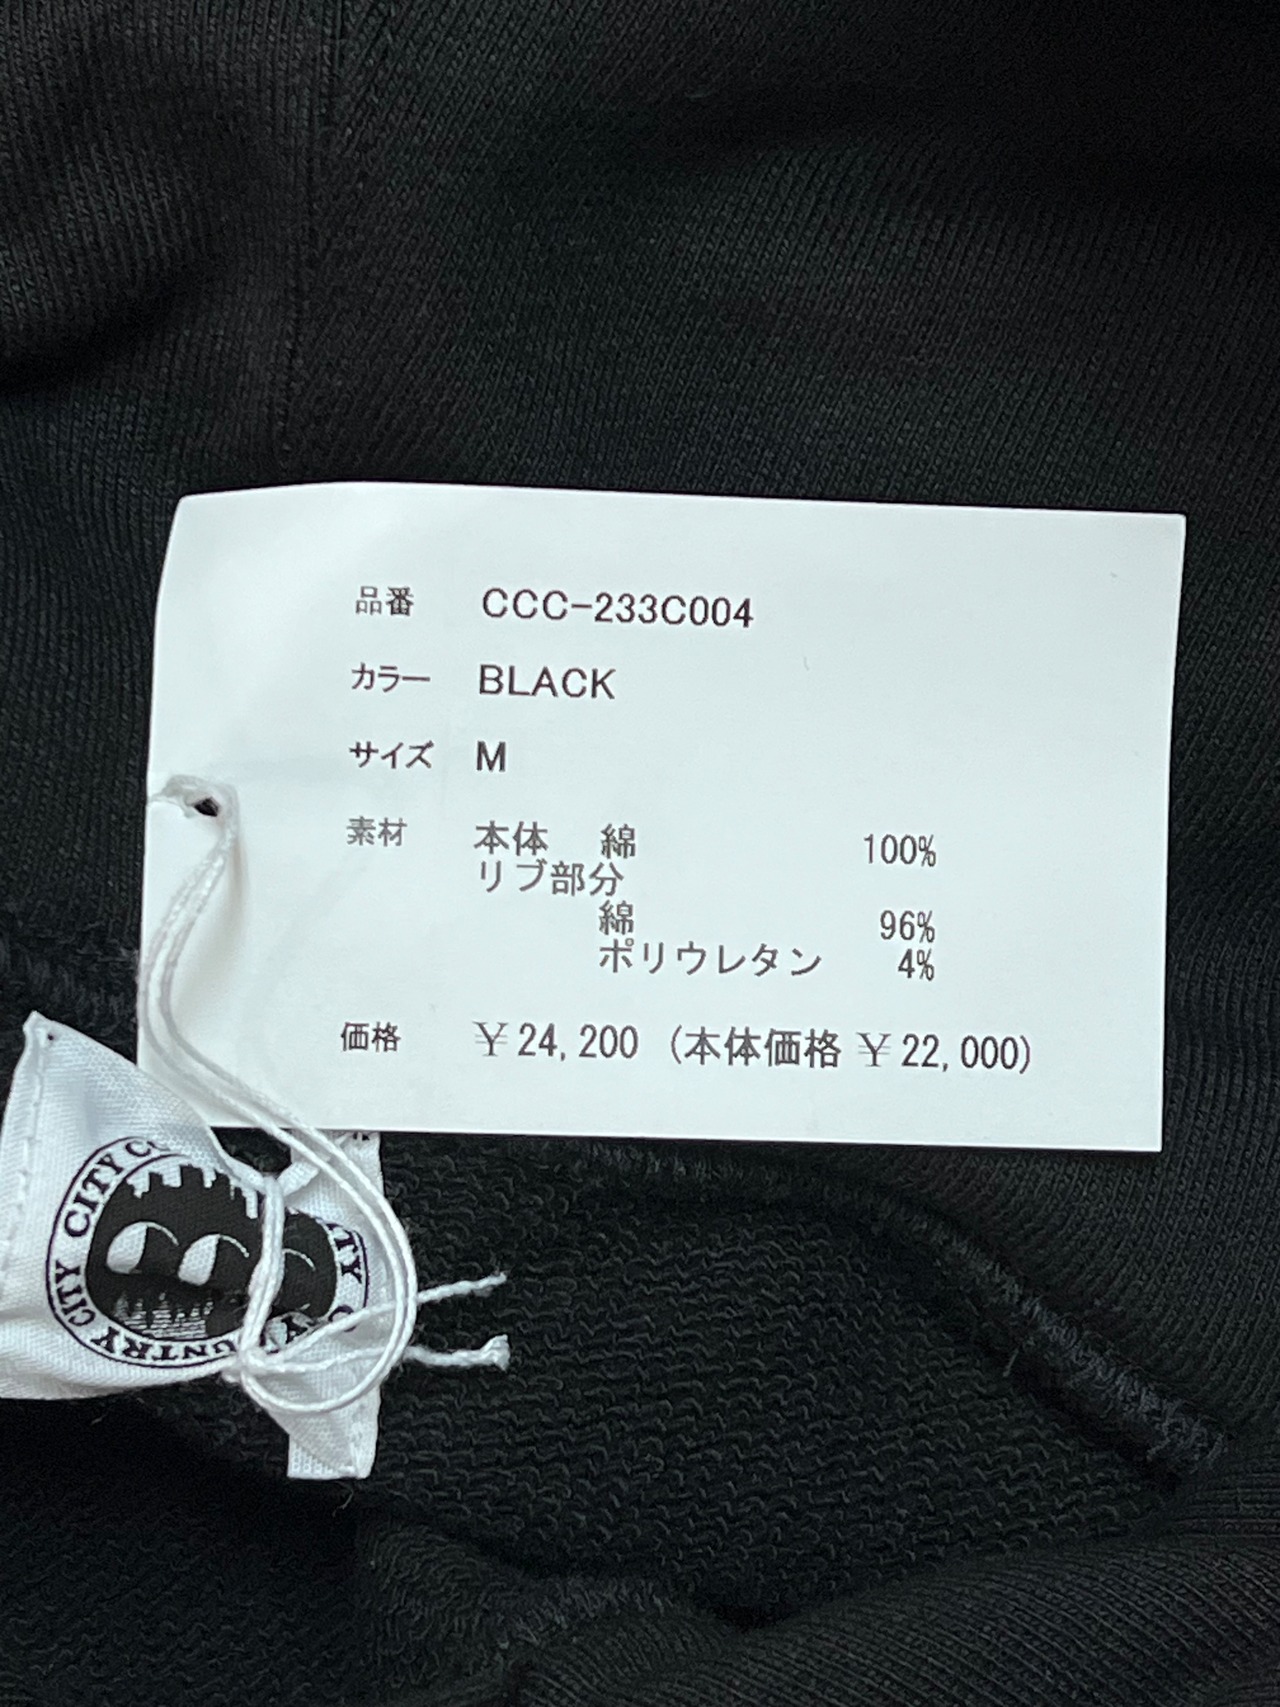 品番 CCC-233C004
カラー BLACK
サイズ M
素材 本体 綿 100%
リブ部分
綿 96%
ポリウレタン 4%
価格 ￥24,200 (本体価格 ￥22,000)
CITY CITY